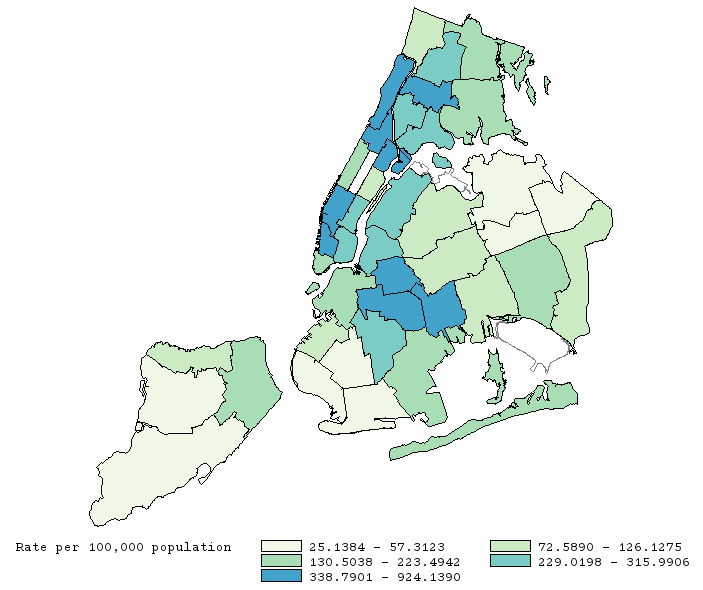 Rate per 100,000 population 25.1384 - 57.3123 72.5890 - 126.1275
130.5038 - 223.4942 229.0198 - 315.9906
338.7901 - 924.1390